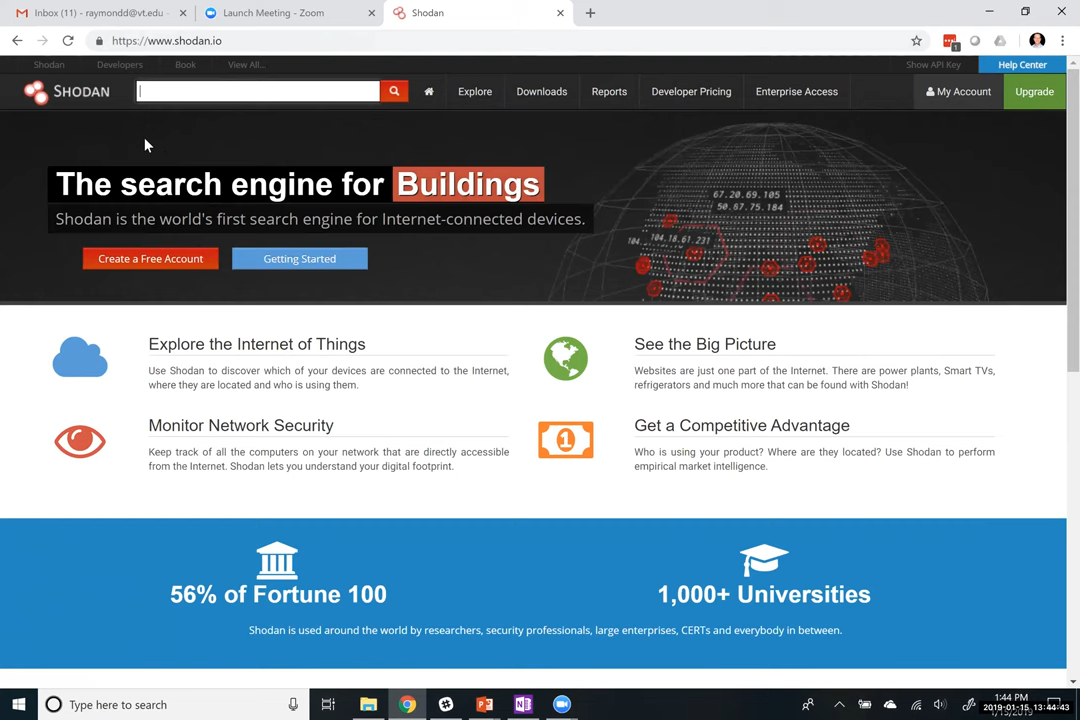 Inbox (11) - raymondd@vt.edu -
Launch Meeting - Zoom
Shodan
https://www.shodan.io
1
Shodan
Developers
Book
View All...
Show API Key
Help Center
SHODAN
Explore
Downloads
Reports
Developer Pricing
Enterprise Access
My Account
Upgrade
The search engine for Buildings
Shodan is the world's first search engine for Internet-connected devices.
Create a Free Account
Getting Started
67.20.69.105
50.67.75.184
104.18.61.231
104.
Explore the Internet of Things
Use Shodan to discover which of your devices are connected to the Internet,
where they are located and who is using them.
See the Big Picture
Websites are just one part of the Internet. There are power plants, Smart TVs,
refrigerators and much more that can be found with Shodan!
Monitor Network Security
Keep track of all the computers on your network that are directly accessible
from the Internet. Shodan lets you understand your digital footprint.
1
Get a Competitive Advantage
Who is using your product? Where are they located? Use Shodan to perform
empirical market intelligence.
56% of Fortune 100
1,000+ Universities
Shodan is used around the world by researchers, security professionals, large enterprises, CERTs and everybody in between.
Type here to search
1:44 PM
2019-01-15 13:44:43